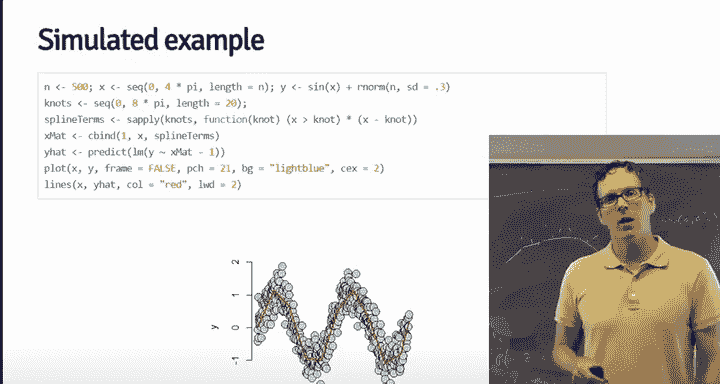 Simulated example
n <- 500; x <- seq(0, 4 * pi, length = n); y <- sin(x) + rnorm(n, sd = .3)
knots <- seq(0, 8 * pi, length = 20);
splineTerms <- sapply(knots, function(knot) (x > knot) * (x - knot))
xMat <- cbind(1, x, splineTerms)
yhat <- predict(lm(y ~ xMat - 1))
plot(x, y, frame = FALSE, pch = 21, bg = "lightblue", cex = 2)
lines(x, yhat, col = "red", lwd = 2)
2
1
y
0
-1